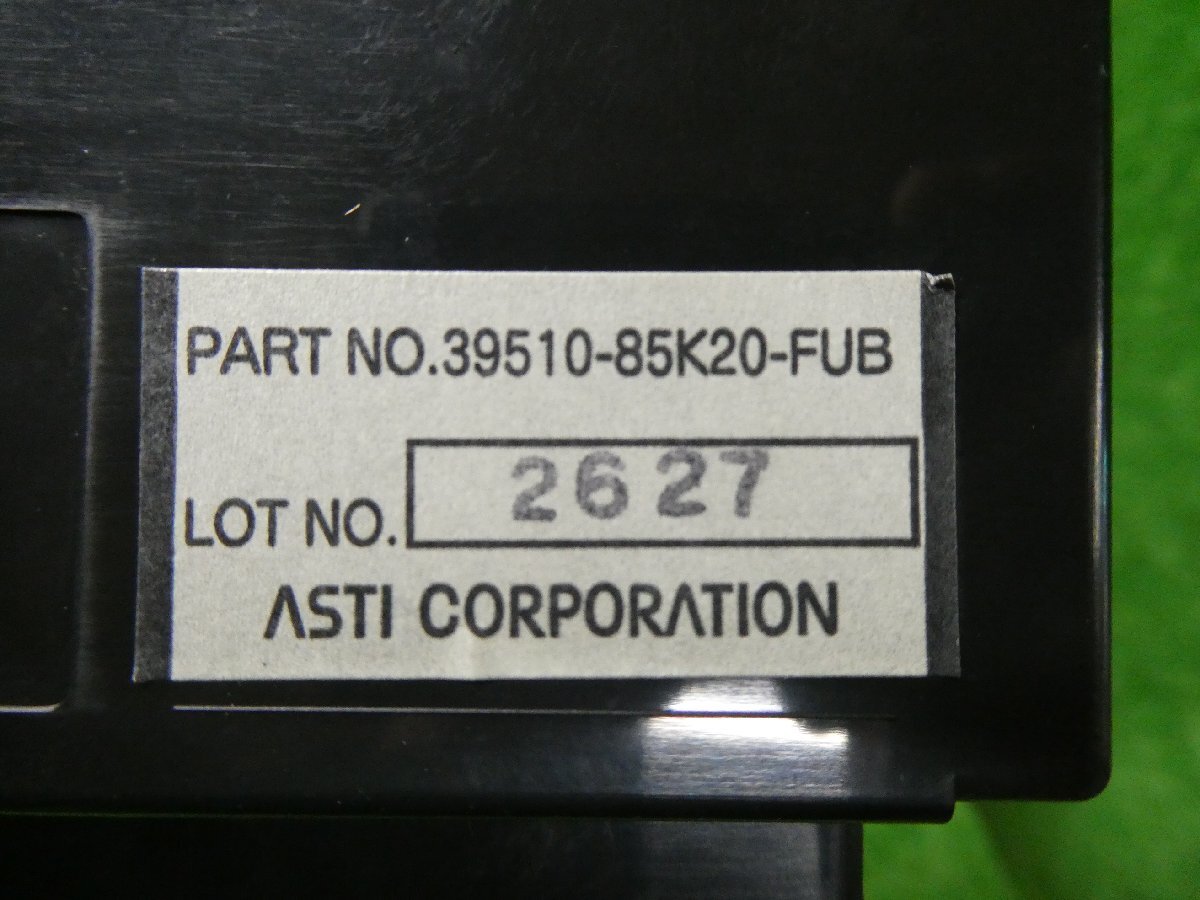 PART NO.39510-85K20-FUB
LOT NO. 2627
ASTI CORPORATION